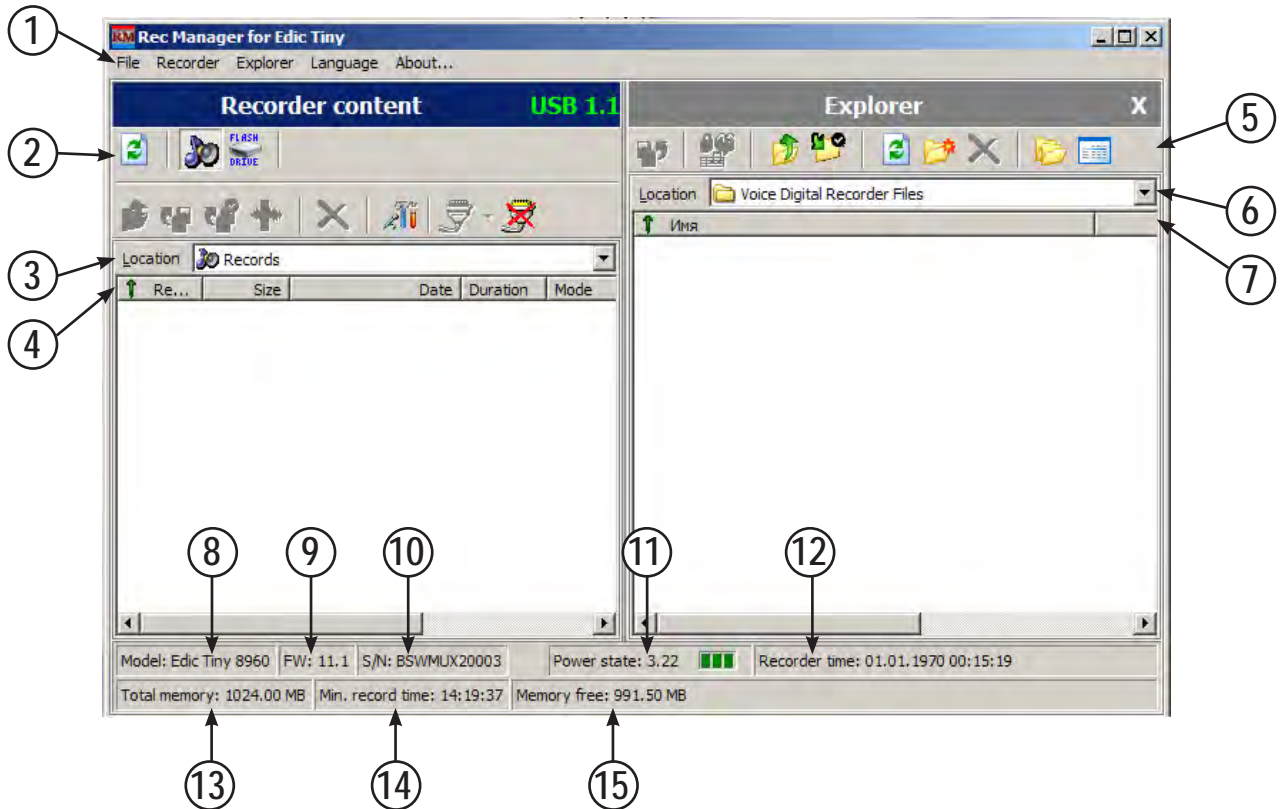 1
RM Rec Manager for Edic Tiny
File Recorder Explorer Language About...
Recorder content USB 1.1
Explorer X
2
FLASH
DRIVE
5
3
Location Records
Location Voice Digital Recorder Files
6
4
Re... Size Date Duration Mode
Имя
7
8 9 10 11 12
Model: Edic Tiny 8960 FW: 11.1 S/N: BSWMUX20003 Power state: 3.22 Recorder time: 01.01.1970 00:15:19
Total memory: 1024.00 MB Min. record time: 14:19:37 Memory free: 991.50 MB
13 14 15